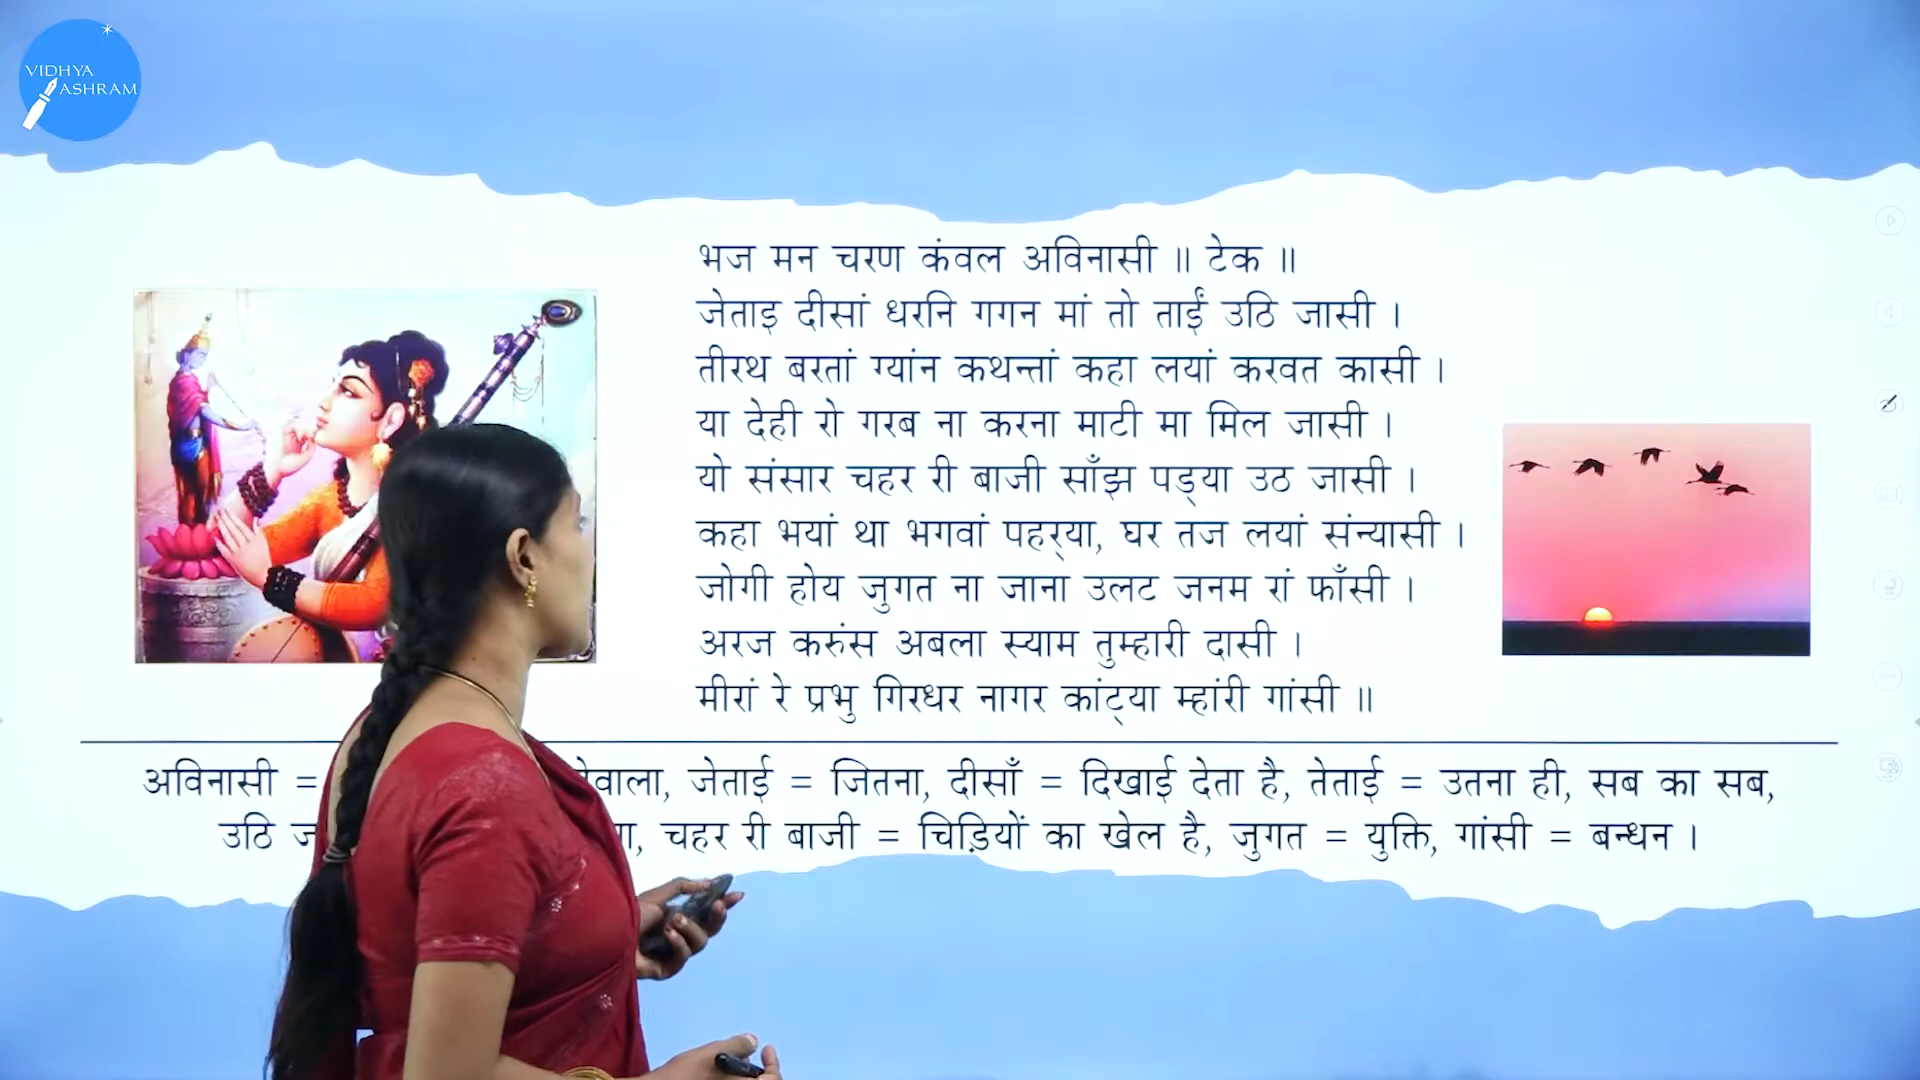 VIDHYA
ASHRAM
भज मन चरण कंवल अविनासी ॥ टेक ॥
जेताइ दीसां धरनि गगन मां तो ताईं उठि जासी ।
तीरथ बरतां ग्यांन कथन्तां कहा लयां करवत कासी ।
या देही रो गरब ना करना माटी मा मिल जासी ।
यो संसार चहर री बाजी साँझ पड्‌या उठ जासी ।
कहा भयां था भगवां पहर्‌या, घर तज लयां संन्यासी ।
जोगी होय जुगत ना जाना उलट जनम रां फाँसी ।
अरज करुंस अबला स्याम तुम्हारी दासी ।
मीरां रे प्रभु गिरधर नागर कांट्‌या म्हांरी गांसी ॥
अविनासी = वाला, जेताई = जितना, दीसाँ = दिखाई देता है, तेताई = उतना ही, सब का सब,
उठि चहर री बाजी = चिड़ियों का खेल है, जुगत = युक्ति, गांसी = बन्धन ।